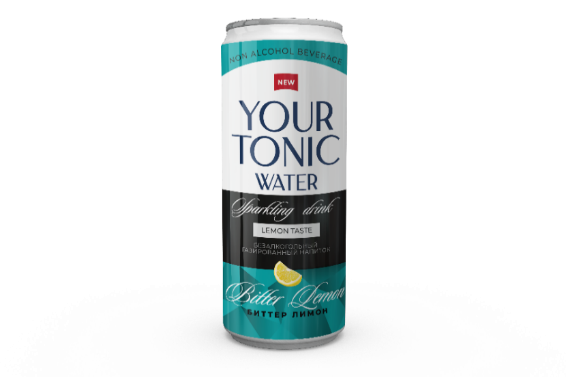 NON ALCOHOL BEVERAGE
NEW
YOUR
TONIC
WATER
Sparkling drink
LEMON TASTE
БЕЗАЛКОГОЛЬНЫЙ
ГАЗИРОВАННЫЙ НАПИТОК
Bitter Lemon
БИТТЕР ЛИМОН